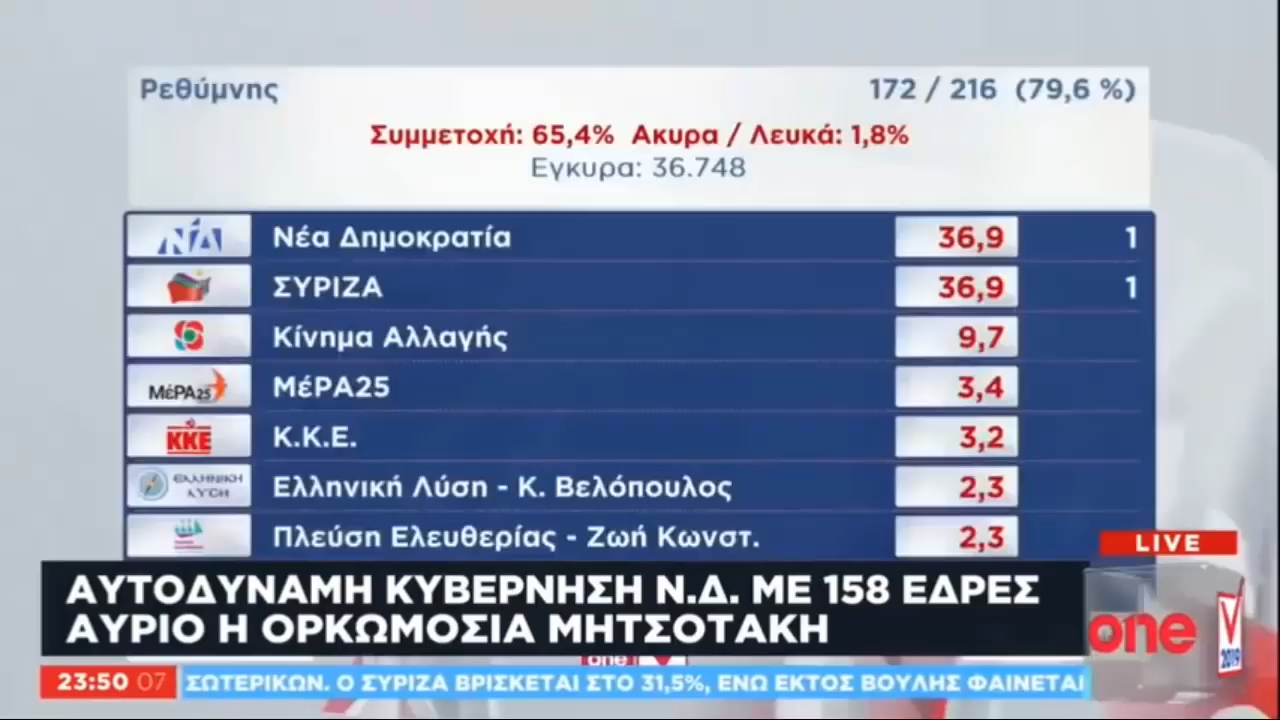 Ρεθύμνης 172 / 216 (79,6 %)
Συμμετοχή: 65,4% Ακυρα / Λευκά: 1,8%
Εγκυρα: 36.748
ΝΔ Νέα Δημοκρατία 36,9 1
ΣΥΡΙΖΑ 36,9 1
Κίνημα Αλλαγής 9,7
ΜέΡΑ25 ΜέΡΑ25 3,4
ΚΚΕ Κ.Κ.Ε. 3,2
ΕΛΛΗΝΙΚΗ ΛΥΣΗ Ελληνική Λύση - Κ. Βελόπουλος 2,3
Πλεύση Ελευθερίας - Ζωή Κωνστ. 2,3
LIVE
ΑΥΤΟΔΥΝΑΜΗ ΚΥΒΕΡΝΗΣΗ Ν.Δ. ΜΕ 158 ΕΔΡΕΣ
ΑΥΡΙΟ Η ΟΡΚΩΜΟΣΙΑ ΜΗΤΣΟΤΑΚΗ
one 2019
one
23:50 07 ΣΩΤΕΡΙΚΩΝ. Ο ΣΥΡΙΖΑ ΒΡΙΣΚΕΤΑΙ ΣΤΟ 31,5%, ΕΝΩ ΕΚΤΟΣ ΒΟΥΛΗΣ ΦΑΙΝΕΤΑΙ